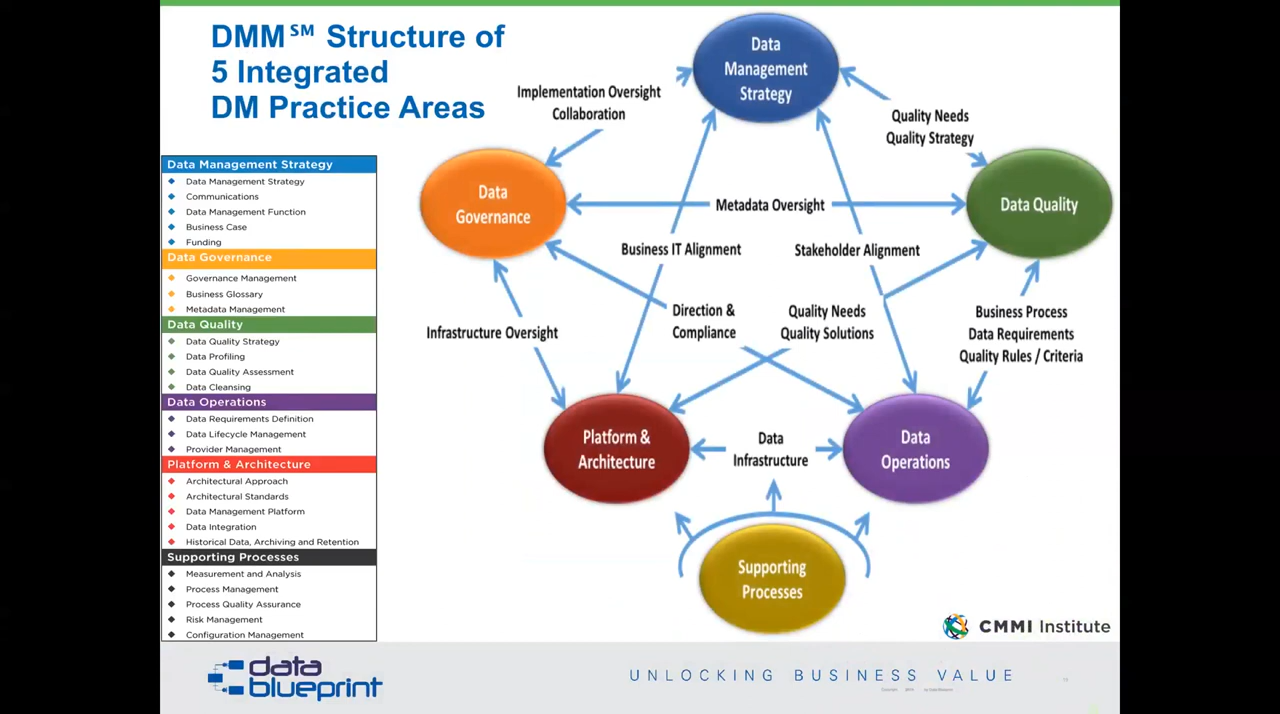 DMM℠ Structure of
5 Integrated
DM Practice Areas
Data Management Strategy
Data Management Strategy
Communications
Data Management Function
Business Case
Funding
Data Governance
Governance Management
Business Glossary
Metadata Management
Data Quality
Data Quality Strategy
Data Profiling
Data Quality Assessment
Data Cleansing
Data Operations
Data Requirements Definition
Data Lifecycle Management
Provider Management
Platform & Architecture
Architectural Approach
Architectural Standards
Data Management Platform
Data Integration
Historical Data, Archiving and Retention
Supporting Processes
Measurement and Analysis
Process Management
Process Quality Assurance
Risk Management
Configuration Management
Data
Management
Strategy
Implementation Oversight
Collaboration
Quality Needs
Quality Strategy
Data
Governance
Metadata Oversight
Data Quality
Business IT Alignment
Stakeholder Alignment
Infrastructure Oversight
Direction &
Compliance
Quality Needs
Quality Solutions
Business Process
Data Requirements
Quality Rules / Criteria
Platform &
Architecture
Data
Infrastructure
Data
Operations
Supporting
Processes
CMMI Institute
data
blueprint
UNLOCKING BUSINESS VALUE